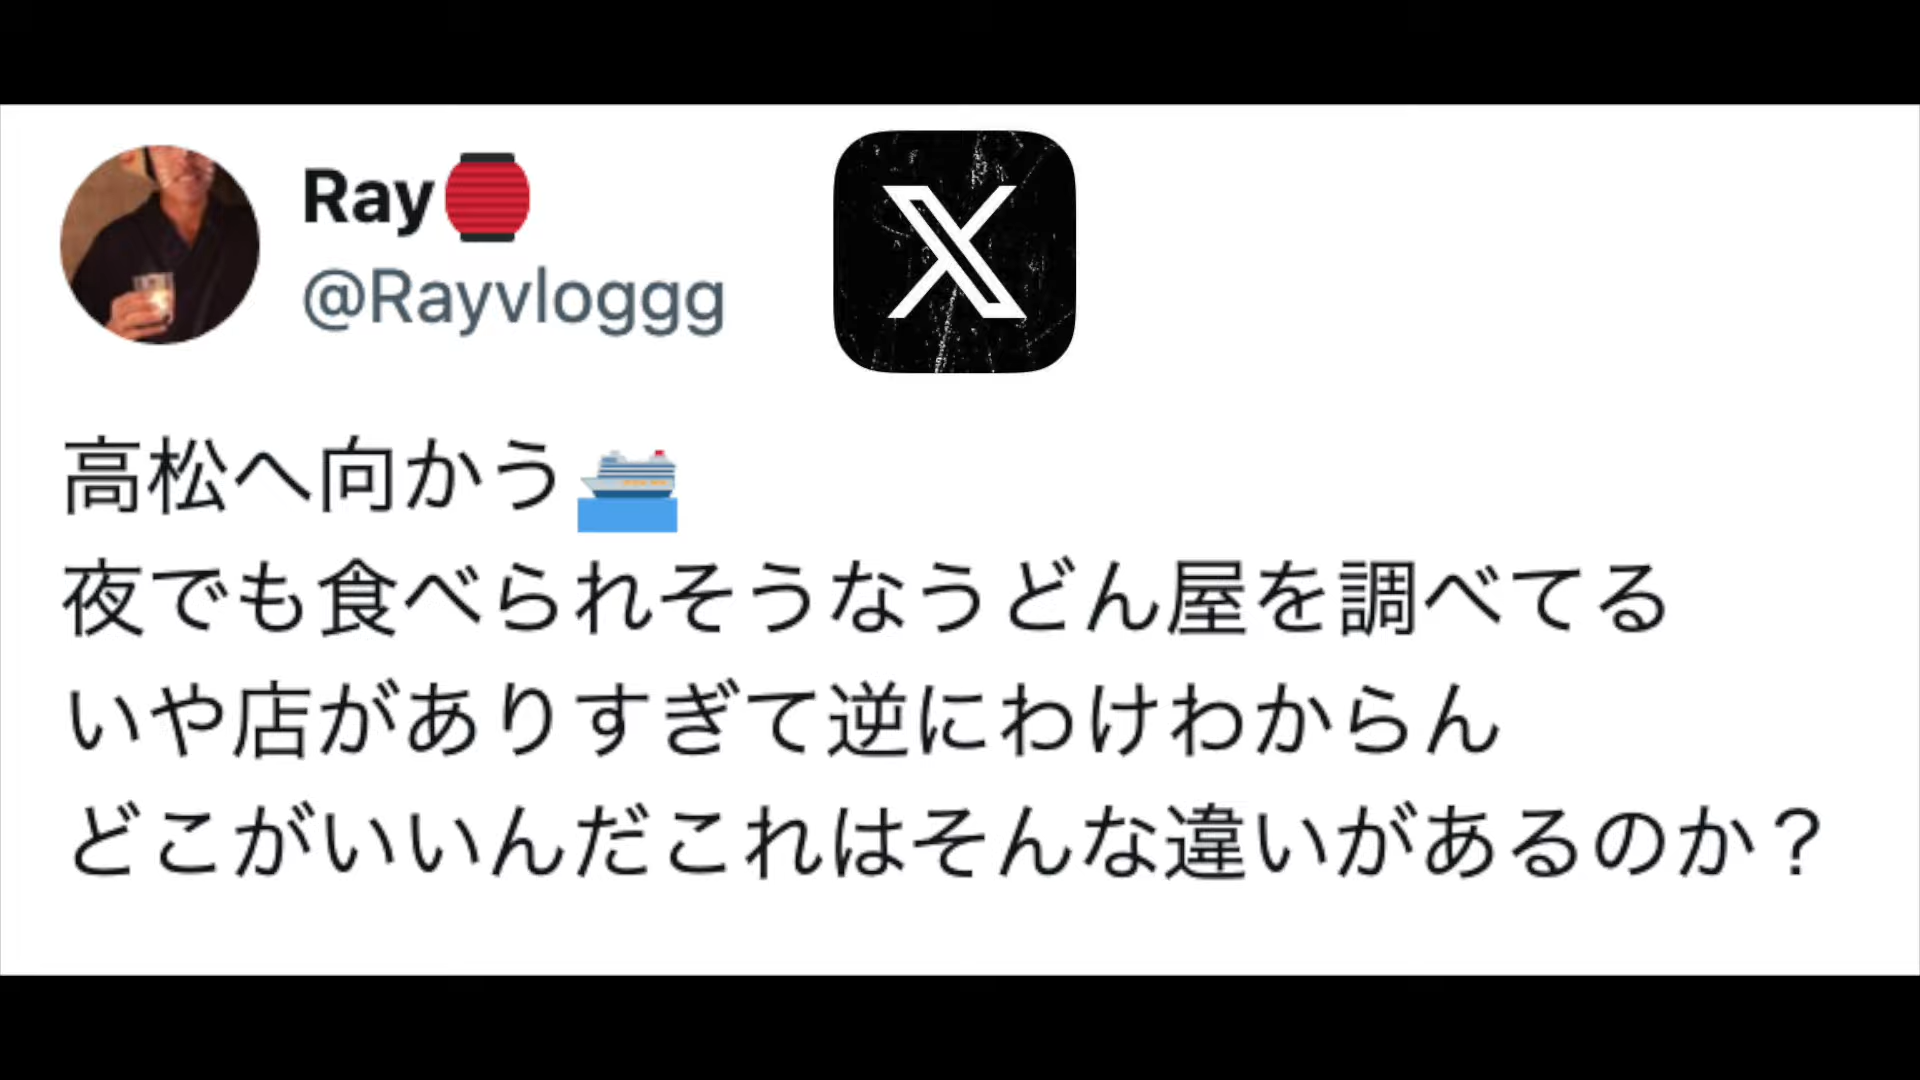 Ray🏮
@Rayvloggg
高松へ向かう🛳
夜でも食べられそうなうどん屋を調べてる
いや店がありすぎて逆にわけわからん
どこがいいんだこれはそんな違いがあるのか？